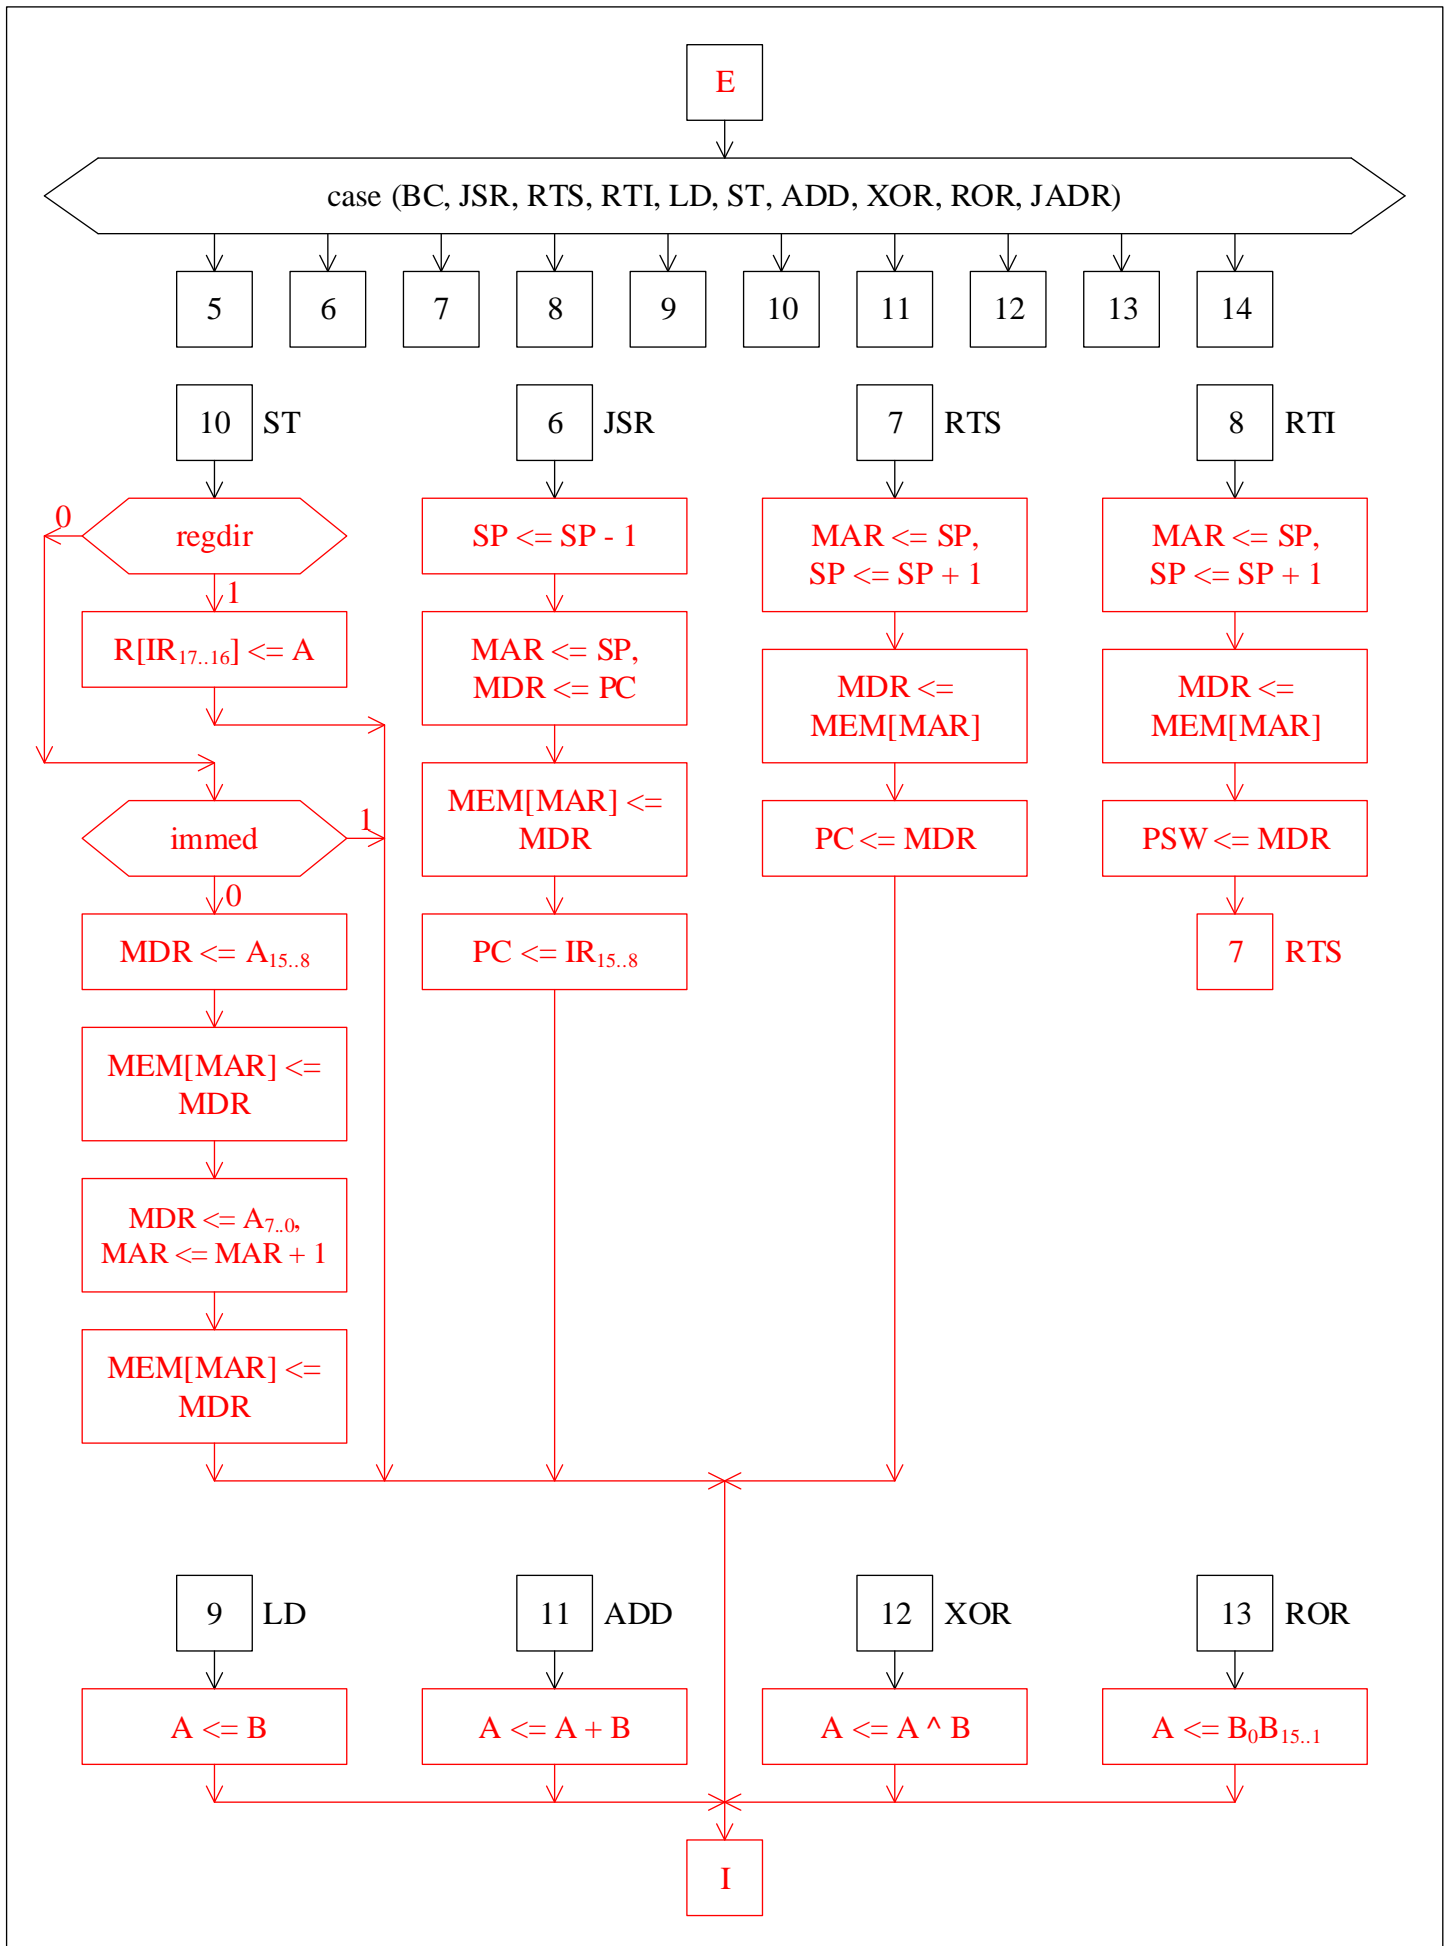 E
case (BC, JSR, RTS, RTI, LD, ST, ADD, XOR, ROR, JADR)
5 6 7 8 9 10 11 12 13 14
10 ST
0
regdir
1
R[IR17..16] <= A
immed
1
0
MDR <= A15..8
MEM[MAR] <=
MDR
MDR <= A7..0,
MAR <= MAR + 1
MEM[MAR] <=
MDR
6 JSR
SP <= SP - 1
MAR <= SP,
MDR <= PC
MEM[MAR] <=
MDR
PC <= IR15..8
7 RTS
MAR <= SP,
SP <= SP + 1
MDR <=
MEM[MAR]
PC <= MDR
8 RTI
MAR <= SP,
SP <= SP + 1
MDR <=
MEM[MAR]
PSW <= MDR
7 RTS
9 LD
A <= B
11 ADD
A <= A + B
12 XOR
A <= A ^ B
13 ROR
A <= B0B15..1
I